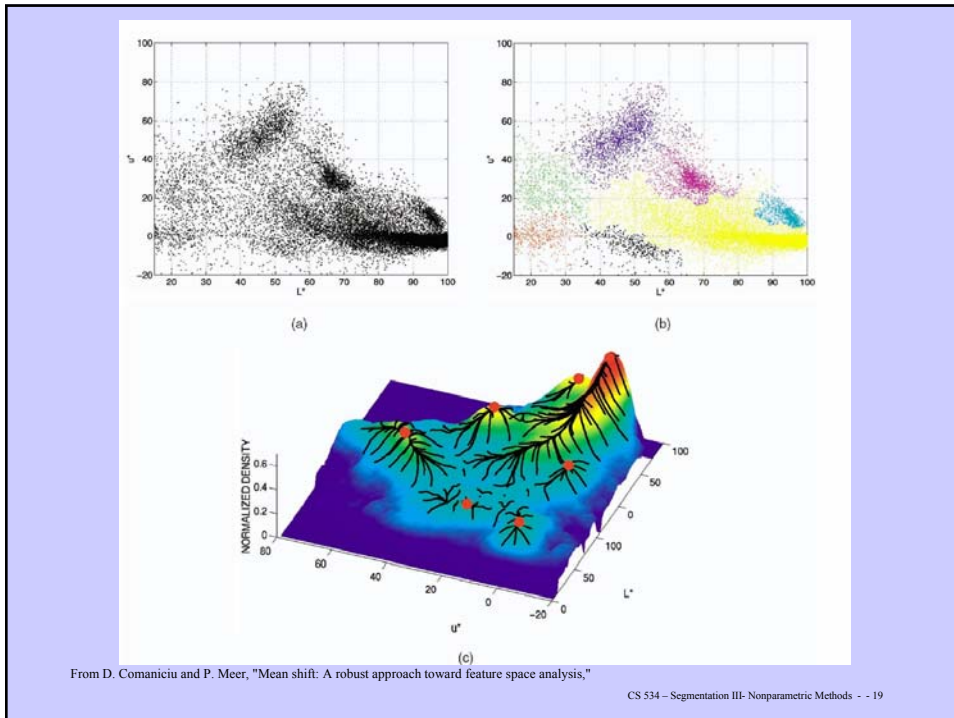 100
80
60
40
20
0
-20
u*
20 30 40 50 60 70 80 90 100
L*
(a)
100
80
60
40
20
0
-20
u*
20 30 40 50 60 70 80 90 100
L*
(b)
NORMALIZED DENSITY
0.6
0.4
0.2
0
80
60
40
20
0
-20
u*
100
50
0
100
50
0
L*
(c)
From D. Comaniciu and P. Meer, "Mean shift: A robust approach toward feature space analysis,"
CS 534 – Segmentation III- Nonparametric Methods - - 19